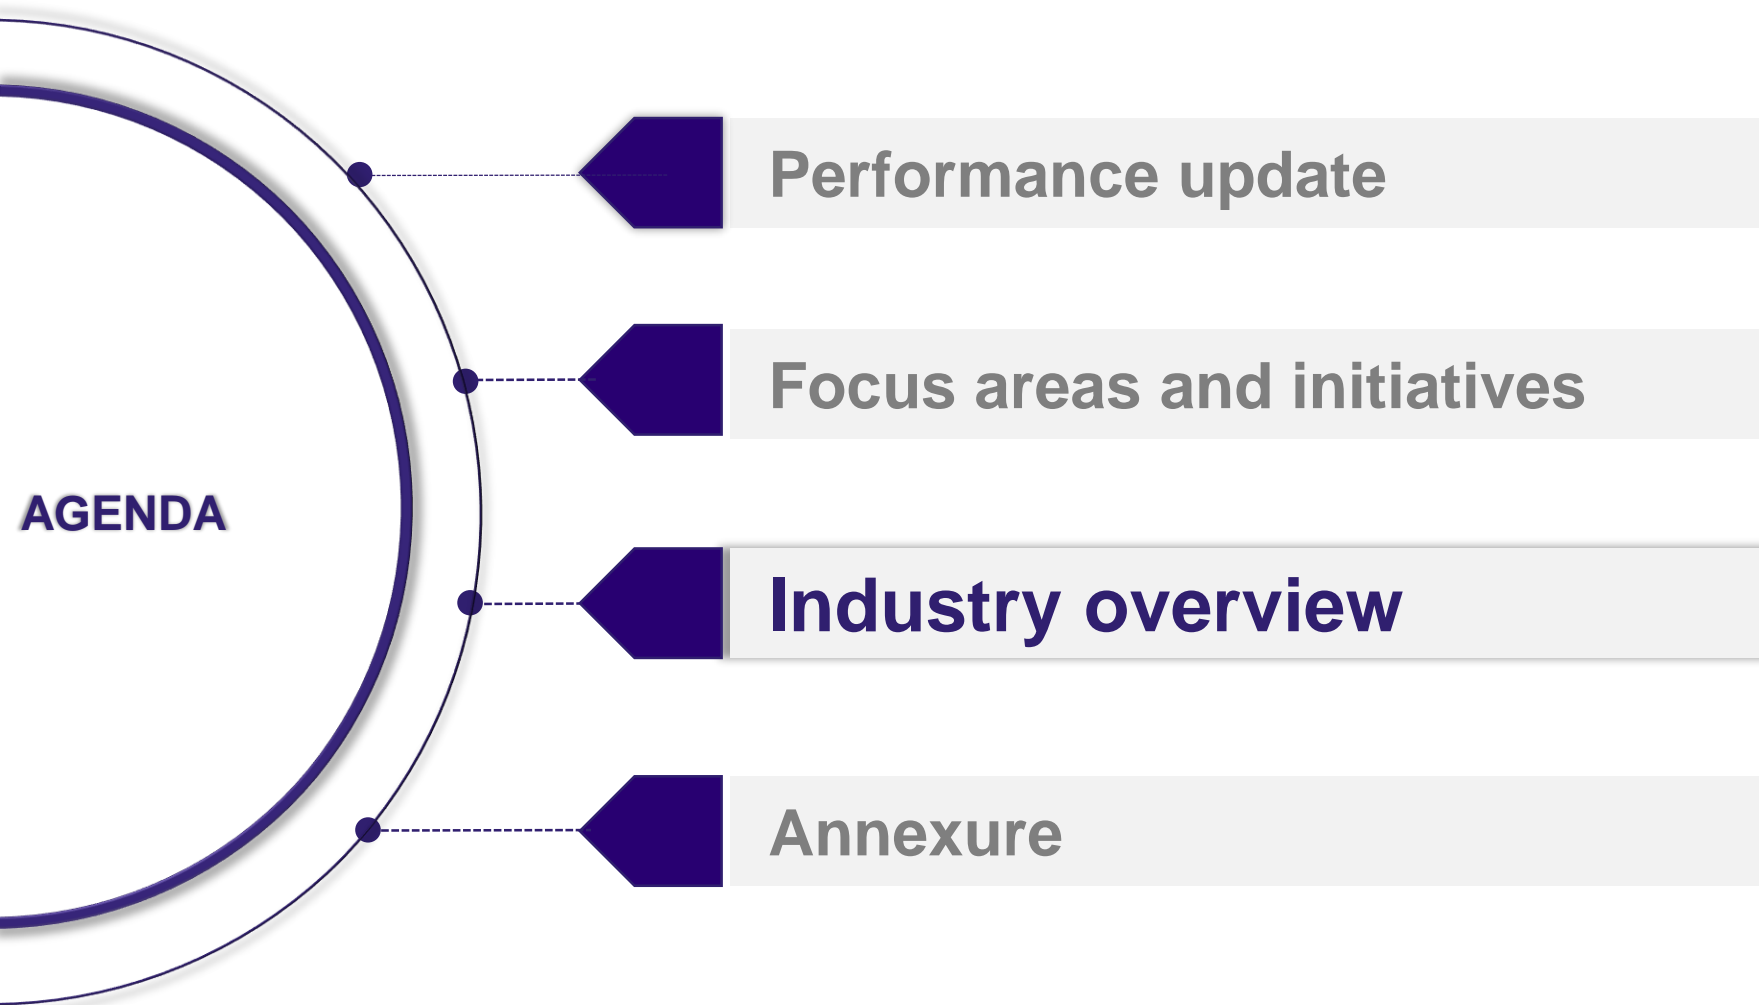 AGENDA
Performance update
Focus areas and initiatives
Industry overview
Annexure